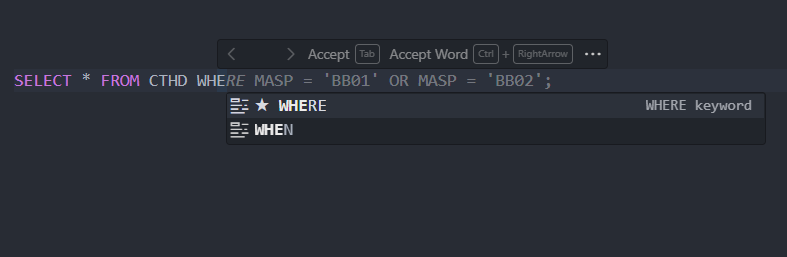 Accept Tab Accept Word Ctrl + RightArrow ...
SELECT * FROM CTHD WHERE MASP = 'BB01' OR MASP = 'BB02';
★ WHERE WHERE keyword
WHEN